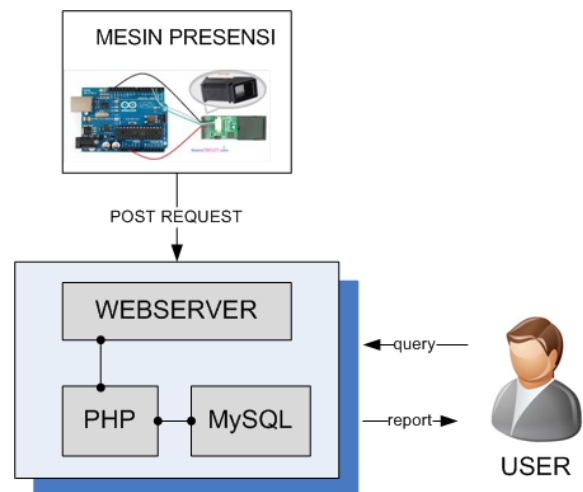 MESIN PRESENSI
POST REQUEST
WEBSERVER
PHP
MySQL
query
report
USER